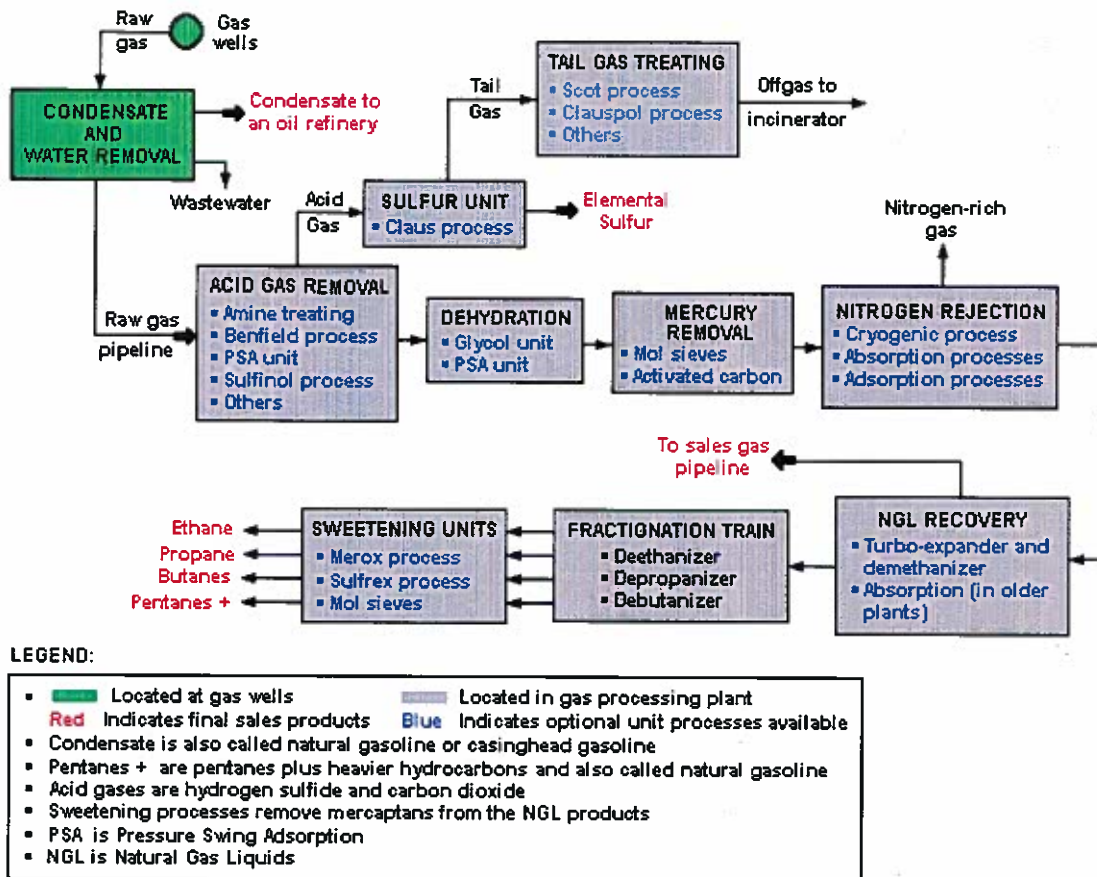 Raw
gas
Gas
wells
CONDENSATE
AND
WATER REMOVAL
Condensate to
an oil refinery
Wastewater
TAIL GAS TREATING
▪ Scot process
▪ Clauspol process
▪ Others
Tail
Gas
Offgas to
incinerator
Acid
Gas
SULFUR UNIT
▪ Claus process
Elemental
Sulfur
Nitrogen-rich
gas
Raw gas
pipeline
ACID GAS REMOVAL
▪ Amine treating
▪ Benfield process
▪ PSA unit
▪ Sulfinol process
▪ Others
DEHYDRATION
▪ Glycol unit
▪ PSA unit
MERCURY
REMOVAL
▪ Mol sieves
▪ Activated carbon
NITROGEN REJECTION
▪ Cryogenic process
▪ Absorption processes
▪ Adsorption processes
To sales gas
pipeline
Ethane
Propane
Butanes
Pentanes +
SWEETENING UNITS
▪ Merox process
▪ Sulfrex process
▪ Mol sieves
FRACTIONATION TRAIN
▪ Deethanizer
▪ Depropanizer
▪ Debutanizer
NGL RECOVERY
▪ Turbo-expander and
demethanizer
▪ Absorption (in older
plants)
LEGEND:
▪ Located at gas wells Located in gas processing plant
Red Indicates final sales products Blue Indicates optional unit processes available
▪ Condensate is also called natural gasoline or casinghead gasoline
▪ Pentanes + are pentanes plus heavier hydrocarbons and also called natural gasoline
▪ Acid gases are hydrogen sulfide and carbon dioxide
▪ Sweetening processes remove mercaptans from the NGL products
▪ PSA is Pressure Swing Adsorption
▪ NGL is Natural Gas Liquids